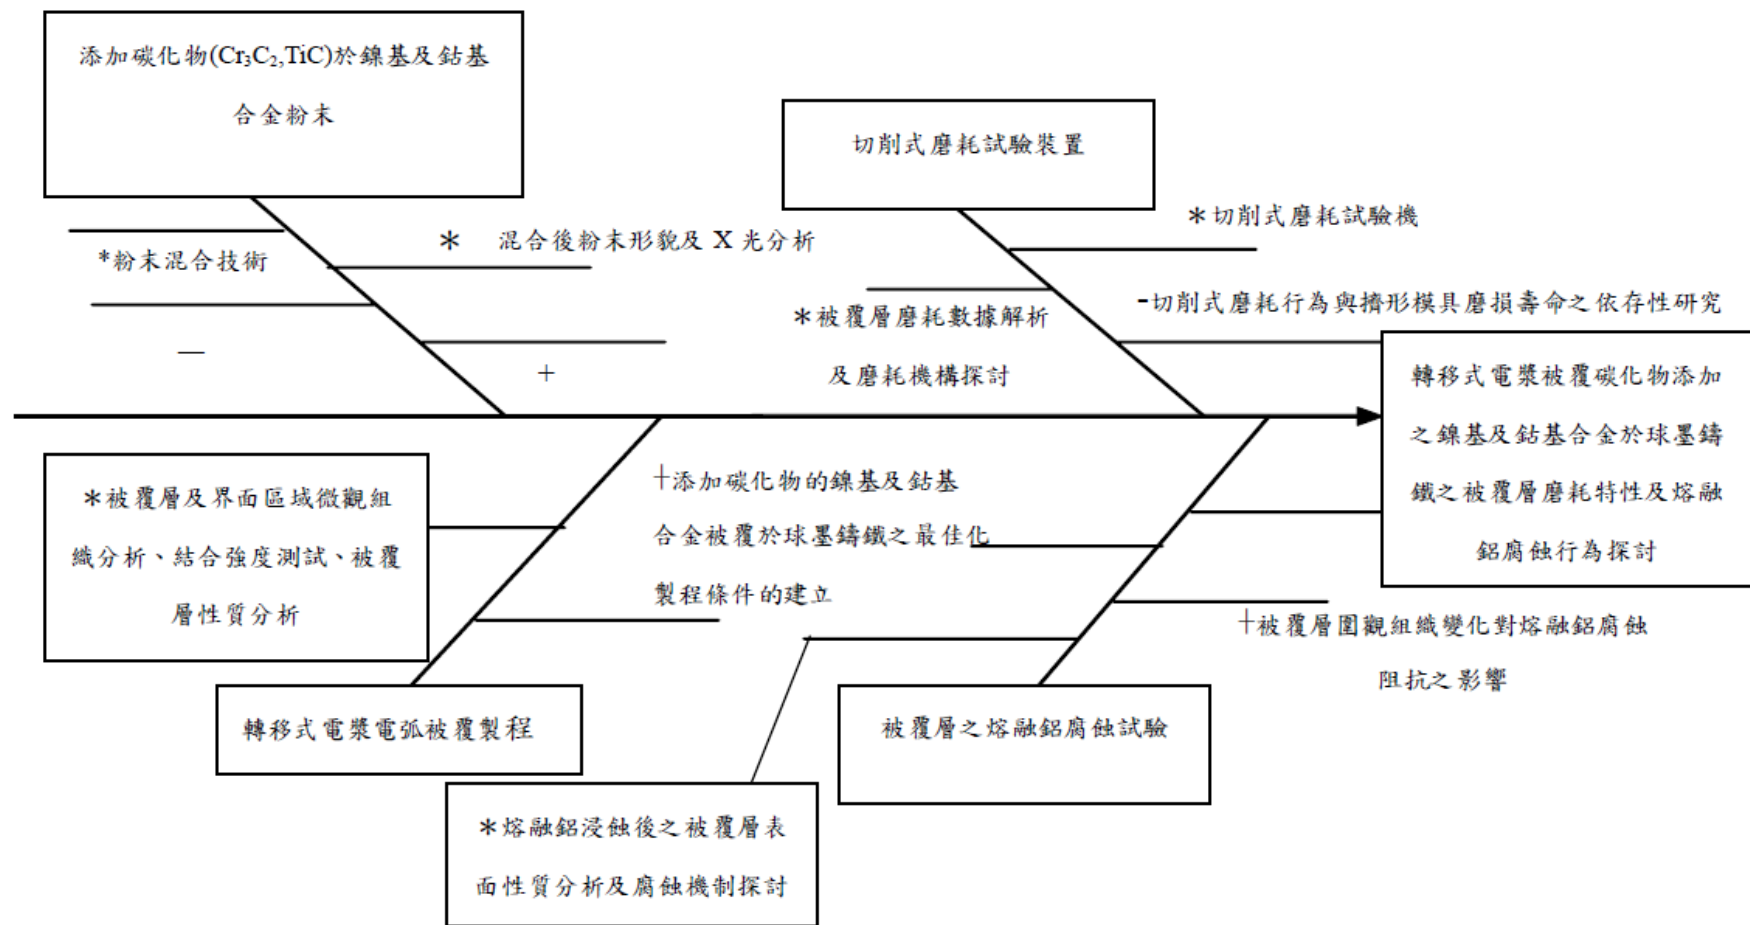 添加碳化物(Cr₃C₂,TiC)於鎳基及鈷基
合金粉末
切削式磨耗試驗裝置
*切削式磨耗試驗機
* 混合後粉末形貌及 X 光分析
*粉末混合技術
-切削式磨耗行為與擠形模具磨損壽命之依存性研究
*被覆層磨耗數據解析
及磨耗機構探討
—
+
轉移式電漿被覆碳化物添加
之鎳基及鈷基合金於球墨鑄
鐵之被覆層磨耗特性及熔融
鋁腐蝕行為探討
*被覆層及界面區域微觀組
織分析、結合強度測試、被覆
層性質分析
+添加碳化物的鎳基及鈷基
合金被覆於球墨鑄鐵之最佳化
製程條件的建立
+被覆層圍觀組織變化對熔融鋁腐蝕
阻抗之影響
轉移式電漿電弧被覆製程
被覆層之熔融鋁腐蝕試驗
*熔融鋁浸蝕後之被覆層表
面性質分析及腐蝕機制探討